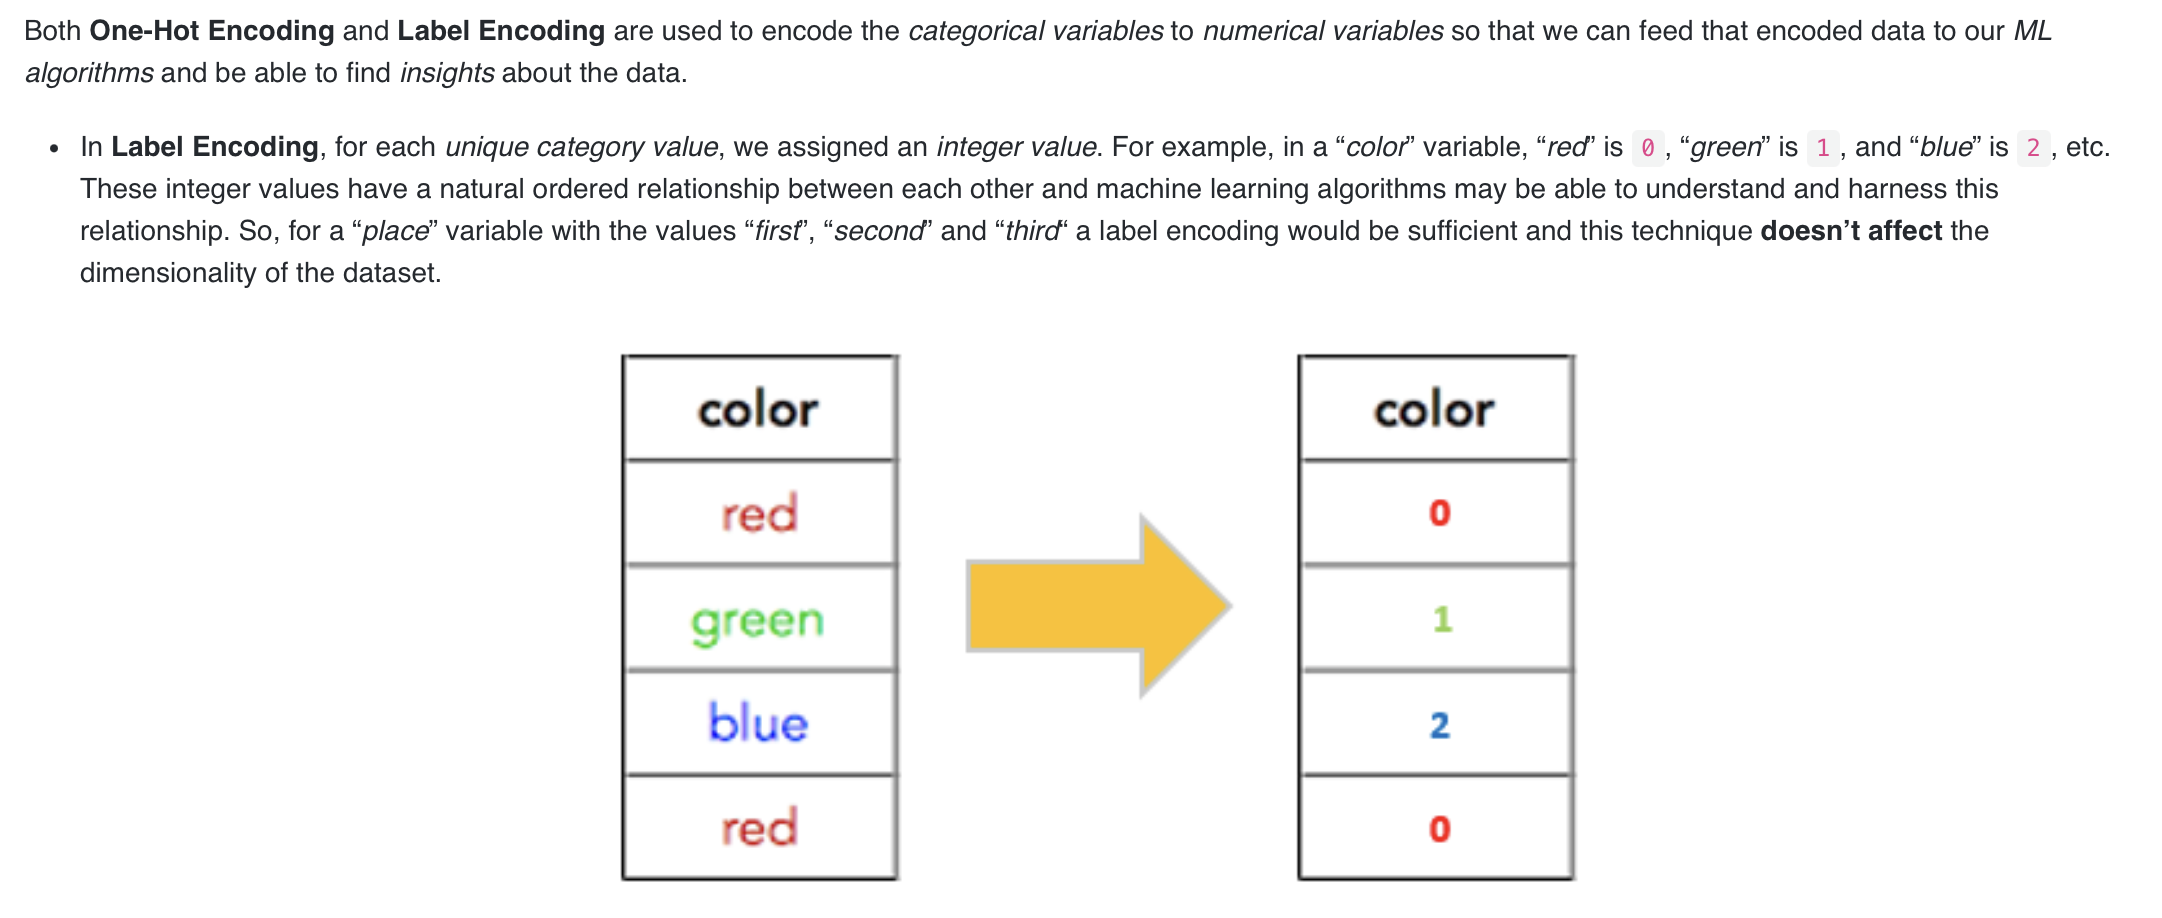 Both One-Hot Encoding and Label Encoding are used to encode the categorical variables to numerical variables so that we can feed that encoded data to our ML
algorithms and be able to find insights about the data.
• In Label Encoding, for each unique category value, we assigned an integer value. For example, in a “color” variable, “red” is 0 , “green” is 1 , and “blue” is 2 , etc.
These integer values have a natural ordered relationship between each other and machine learning algorithms may be able to understand and harness this
relationship. So, for a “place” variable with the values “first”, “second” and “third“ a label encoding would be sufficient and this technique doesn’t affect the
dimensionality of the dataset.
color
red
green
blue
red
color
0
1
2
0